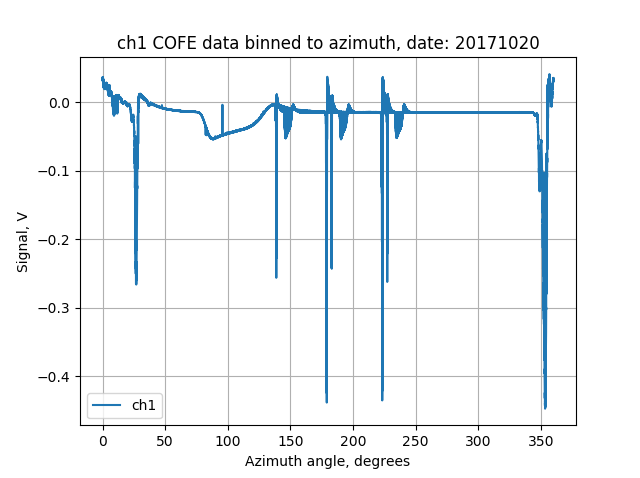 ch1 COFE data binned to azimuth, date: 20171020
Signal, V
0.0
−0.1
−0.2
−0.3
−0.4
ch1
0 50 100 150 200 250 300 350
Azimuth angle, degrees